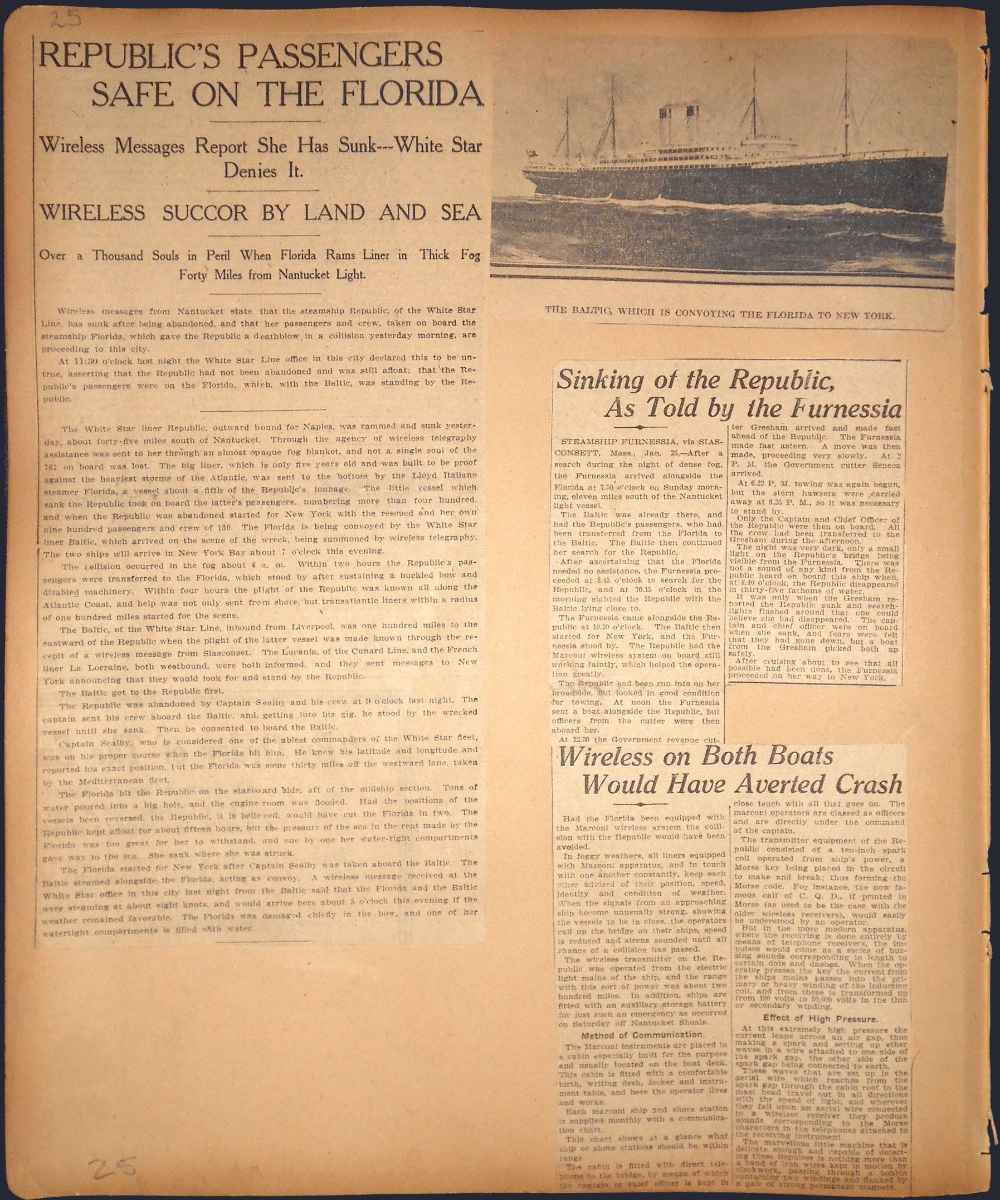 25
REPUBLIC'S PASSENGERS
SAFE ON THE FLORIDA
Wireless Messages Report She Has Sunk---White Star
Denies It.
WIRELESS SUCCOR BY LAND AND SEA
Over a Thousand Souls in Peril When Florida Rams Liner in Thick Fog
Forty Miles from Nantucket Light.
Wireless messages from Nantucket state that the steamship Republic, of the White Star
Line, has sunk after being abandoned, and that her passengers and crew, taken on board the
steamship Florida, which gave the Republic a deathblow in a collision yesterday morning, are
proceeding to this city.
At 11:30 o'clock last night the White Star Line office in this city declared this to be un-
true, asserting that the Republic had not been abandoned and was still afloat; that the Re-
public's passengers were on the Florida, which, with the Baltic, was standing by the Re-
public.
The White Star liner Republic, outward bound for Naples, was rammed and sunk yester-
day, about forty-five miles south of Nantucket. Through the agency of wireless telegraphy
assistance was sent to her through an almost opaque fog blanket, and not a single soul of the
761 on board was lost. The big liner, which is only five years old and was built to be proof
against the heaviest storms of the Atlantic, was sent to the bottom by the Lloyd Italiano
steamer Florida, a vessel about a fifth of the Republic's tonnage. The little vessel which
sank the Republic took on board the latter's passengers, numbering more than four hundred,
and when the Republic was abandoned started for New York with the rescued and her own
nine hundred passengers and crew of 130. The Florida is being convoyed by the White Star
liner Baltic, which arrived on the scene of the wreck, being summoned by wireless telegraphy.
The two ships will arrive in New York Bay about 7 o'clock this evening.
The collision occurred in the fog about 4 a. m. Within two hours the Republic's pas-
sengers were transferred to the Florida, which stood by after sustaining a buckled bow and
disabled machinery. Within four hours the plight of the Republic was known all along the
Atlantic Coast, and help was not only sent from shore, but transatlantic liners within a radius
of one hundred miles started for the scene.
The Baltic, of the White Star Line, inbound from Liverpool, was one hundred miles to the
eastward of the Republic when the plight of the latter vessel was made known through the re-
ceipt of a wireless message from Siasconset. The Lucania, of the Cunard Line, and the French
liner La Lorraine, both westbound, were both informed, and they sent messages to New
York announcing that they would look for and stand by the Republic.
The Baltic got to the Republic first.
The Republic was abandoned by Captain Sealby and his crew at 9 o'clock last night. The
captain sent his crew aboard the Baltic, and getting into his gig, he stood by the wrecked
vessel until she sank. Then he consented to board the Baltic.
Captain Sealby, who is considered one of the ablest commanders of the White Star fleet,
was on his proper course when the Florida hit him. He knew his latitude and longitude and
reported his exact position, but the Florida was some thirty miles off the westward lane, taken
by the Mediterranean fleet.
The Florida hit the Republic on the starboard side, aft of the midship section. Tons of
water poured into a big hole, and the engine room was flooded. Had the positions of the
vessels been reversed, the Republic, it is believed, would have cut the Florida in two. The
Republic kept afloat for about fifteen hours, but the pressure of the sea in the rent made by the
Florida was too great for her to withstand, and one by one her water-tight compartments
gave way to the sea. She sank where she was struck.
The Florida started for New York after Captain Sealby was taken aboard the Baltic. The
Baltic steamed alongside the Florida, acting as convoy. A wireless message received at the
White Star office in this city last night from the Baltic said that the Florida and the Baltic
were steaming at about eight knots, and would arrive here about 5 o'clock this evening if the
weather remained favorable. The Florida was damaged chiefly in the bow, and one of her
watertight compartments is filled with water.
25
THE BALTIC, WHICH IS CONVOYING THE FLORIDA TO NEW YORK.
Sinking of the Republic,
As Told by the Furnessia
STEAMSHIP FURNESSIA, via SIAS-
CONSETT, Mass., Jan. 25.—After a
search during the night of dense fog,
the Furnessia arrived alongside the
Florida at 7.50 o'clock on Sunday morn-
ing, eleven miles south of the Nantucket
light vessel.
The Baltic was already there, and
had the Republic's passengers, who had
been transferred from the Florida to
the Baltic. The Baltic then continued
her search for the Republic.
After ascertaining that the Florida
needed no assistance, the Furnessia pro-
ceeded at 8.45 o'clock to search for the
Republic, and at 10.15 o'clock in the
morning sighted the Republic with the
Baltic lying close to.
The Furnessia came alongside the Re-
public at 10.30 o'clock. The Baltic then
started for New York, and the Fur-
nessia stood by. The Republic had the
Marconi wireless system on board still
working faintly, which helped the opera-
tion greatly.
The Republic had been run into on her
broadside, but looked in good condition
for towing. At noon the Furnessia
sent a boat alongside the Republic, but
officers from the cutter were then
aboard her.
At 12.30 the Government revenue cut-
ter Gresham arrived and made fast
ahead of the Republic. The Furnessia
made fast astern. A move was then
made, proceeding very slowly. At 2
P. M. the Government cutter Seneca
arrived.
At 6.22 P. M. towing was again begun,
but the stern hawsers were carried
away at 6.35 P. M., so it was necessary
to stand by.
Only the Captain and Chief Officer of
the Republic were then on board. All
the crew had been transferred to the
Gresham during the afternoon.
The night was very dark, only a small
light on the Republic's bridge being
visible from the Furnessia. There was
not a sound of any kind from the Re-
public heard on board this ship when,
at 8.40 o'clock, the Republic disappeared
in thirty-five fathoms of water.
It was only when the Gresham re-
ported the Republic sunk and search-
lights flashed around that one could
believe she had disappeared. The cap-
tain and chief officer were on board
when she sank, and fears were felt
that they had gone down, but a boat
from the Gresham picked both up
safely.
After cruising about to see that all
possible had been done, the Furnessia
proceeded on her way to New York.
Wireless on Both Boats
Would Have Averted Crash
Had the Florida been equipped with
the Marconi wireless system the colli-
sion with the Republic would have been
avoided.
In foggy weathers, all liners equipped
with Marconi apparatus, and in touch
with one another constantly, keep each
other advised of their position, speed,
identity and condition of weather.
When the signals from an approaching
ship become unusually strong, showing
the vessels to be in close, the operators
call up the bridge on their ships, speed
is reduced and sirens sounded until all
chance of a collision has passed.
The wireless transmitter on the Re-
public was operated from the electric
light mains of the ship, and the range
with this sort of power was about two
hundred miles. In addition, ships are
fitted with an auxiliary storage battery
for just such an emergency as occurred
on Saturday off Nantucket Shoals.
Method of Communication.
The Marconi instruments are placed in
a cabin especially built for the purpose
and usually located on the boat deck.
This cabin is fitted with a comfortable
berth, writing desk, locker and instru-
ment table, and here the operator lives
and works.
Each marconi ship and shore station
is supplied monthly with a communica-
tion chart.
This chart shows at a glance what
ship or shore stations should be within
range.
The cabin is fitted with direct tele-
phone to the bridge, by means of which
the captain or chief officer is kept in
close touch with all that goes on. The
marconi operators are classed as officers
and are directly under the command
of the captain.
The transmitter equipment of the Re-
public consisted of a ten-inch spark
coil operated from ship's power, a
Morse key being placed in the circuit
to make and break; thus forming the
Morse code. For instance, the now fa-
mous call of C. Q. D., if printed in
Morse (as used to be the case with the
older wireless receivers), would easily
be understood by an operator.
But in the more modern apparatus,
where the receiving is done entirely by
means of telephone receivers, the im-
pulses would come as a series of buz-
zing sounds corresponding in length to
certain dots and dashes. When the op-
erator presses the key the current from
the ships mains passes into the pri-
mary or heavy winding of the induction
coil, and from these is transformed up
from 100 volts to 50,000 volts in the thin
or secondary winding.
Effect of High Pressure.
At this extremely high pressure the
current leaps across an air gap, thus
making a spark and setting up ether
waves in a wire attached to one side of
the spark gap, the other side of the
spark gap being connected to earth.
These waves that are set up in the
aerial wire which reaches from the
spark gap through the cabin roof to the
mast head travel out in all directions
with the speed of light, and wherever
they fall upon an aerial wire connected
to a wireless receiver they produce
sounds corresponding to the Morse
characters in the telephones attached to
the receiving instrument.
The marvellous little machine that is
delicate enough and capable of detect-
ing these impulses is nothing more than
a band of iron wires kept in motion by
clockwork, passing through a bobbin
containing two windings and flanked by
a pair of strong permanent magnets.